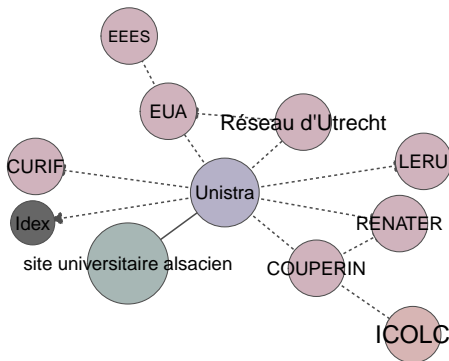 EEES
EUA
Réseau d'Utrecht
CURIF
LERU
Unistra
Idex
RENATER
site universitaire alsacien
COUPERIN
ICOLC